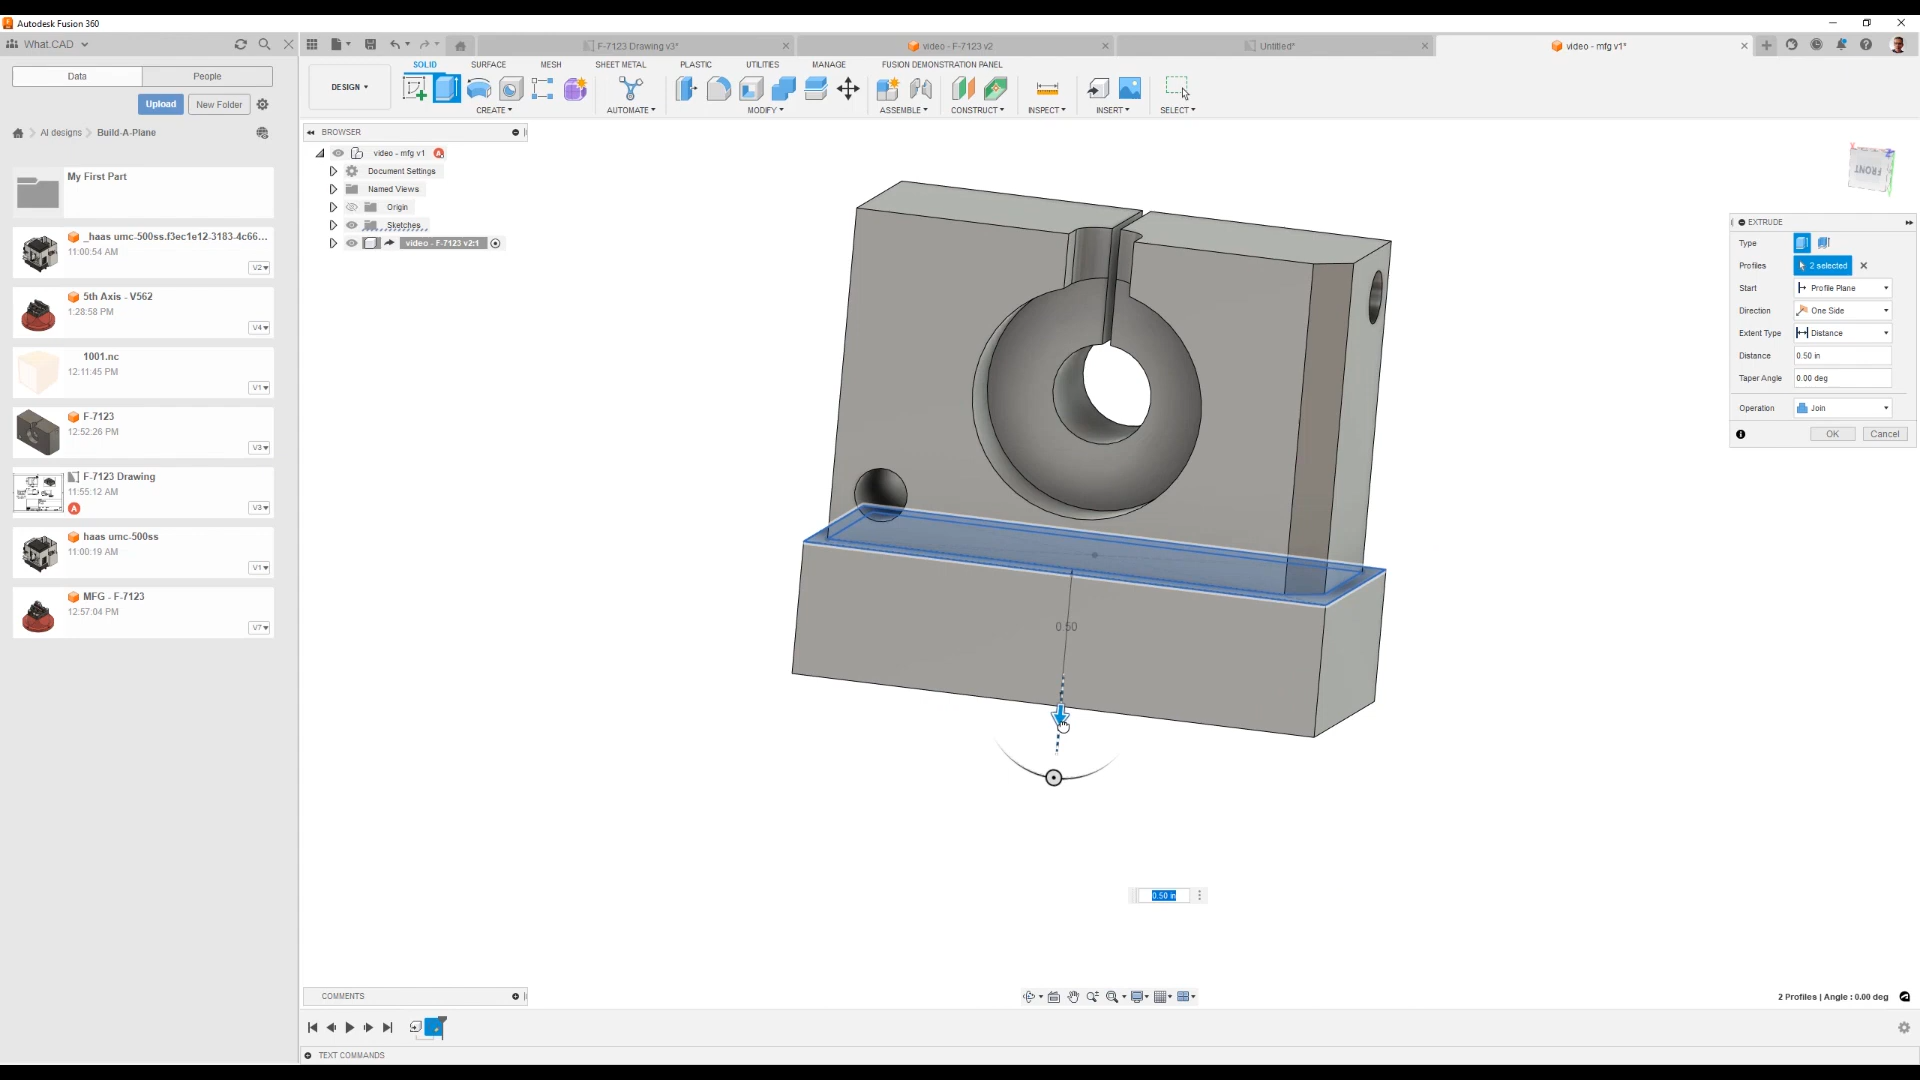 Autodesk Fusion 360
What.CAD
F-7123 Drawing v3*
video - F-7123 v2
Untitled*
video - mfg v1*
Data
People
SOLID
SURFACE
MESH
SHEET METAL
PLASTIC
UTILITIES
MANAGE
FUSION DEMONSTRATION PANEL
DESIGN
Upload
New Folder
CREATE
AUTOMATE
MODIFY
ASSEMBLE
CONSTRUCT
INSPECT
INSERT
SELECT
AI designs
Build-A-Plane
BROWSER
video - mfg v1
Document Settings
Named Views
Origin
Sketches
video - F-7123 v2:1
My First Part
_haas umc-500ss.f3ec1e12-3183-4c66...
11:00:54 AM
V2
5th Axis - V562
1:28:58 PM
V4
1001.nc
12:11:45 PM
V1
F-7123
12:52:26 PM
V3
F-7123 Drawing
11:55:12 AM
V3
haas umc-500ss
11:00:19 AM
V1
MFG - F-7123
12:57:04 PM
V7
FRONT
EXTRUDE
Type
Profiles
2 selected
Start
Profile Plane
Direction
One Side
Extent Type
Distance
Distance
0.50 in
Taper Angle
0.00 deg
Operation
Join
OK
Cancel
0.50
0.50 in
COMMENTS
2 Profiles | Angle : 0.00 deg
TEXT COMMANDS